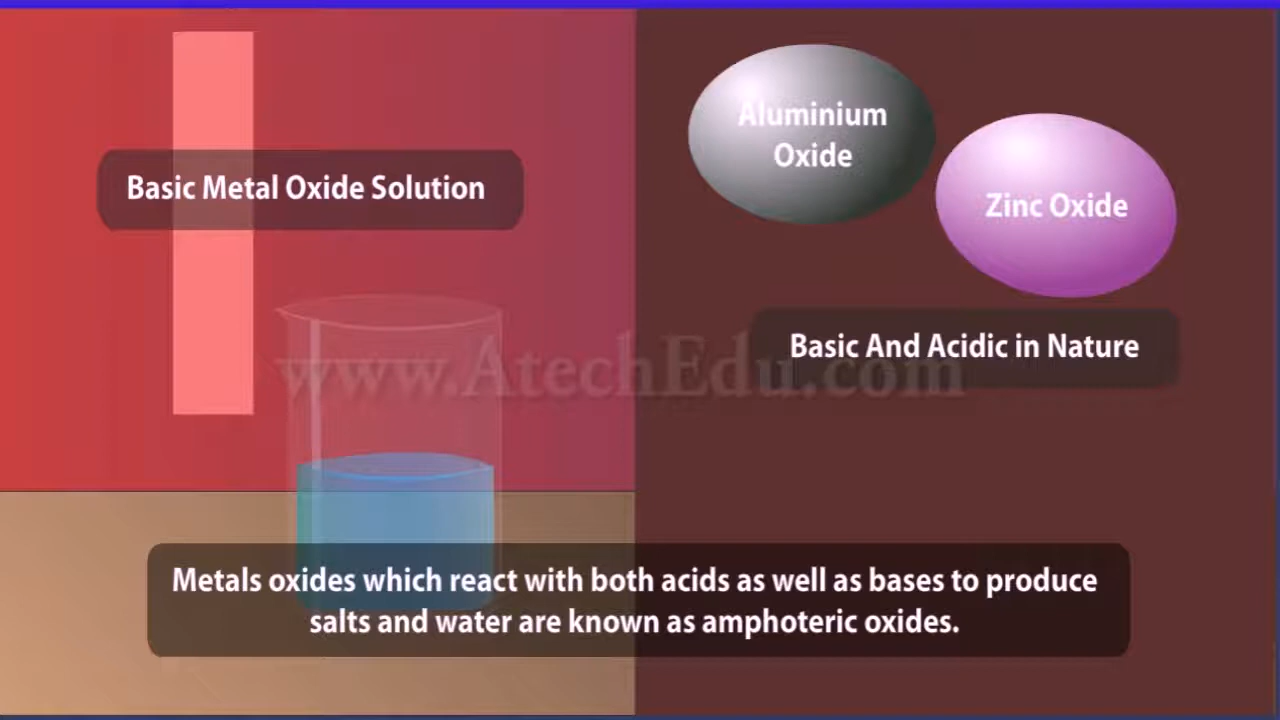 Basic Metal Oxide Solution
Aluminium
Oxide
Zinc Oxide
Basic And Acidic in Nature
www.AtechEdu.com
Metals oxides which react with both acids as well as bases to produce
salts and water are known as amphoteric oxides.